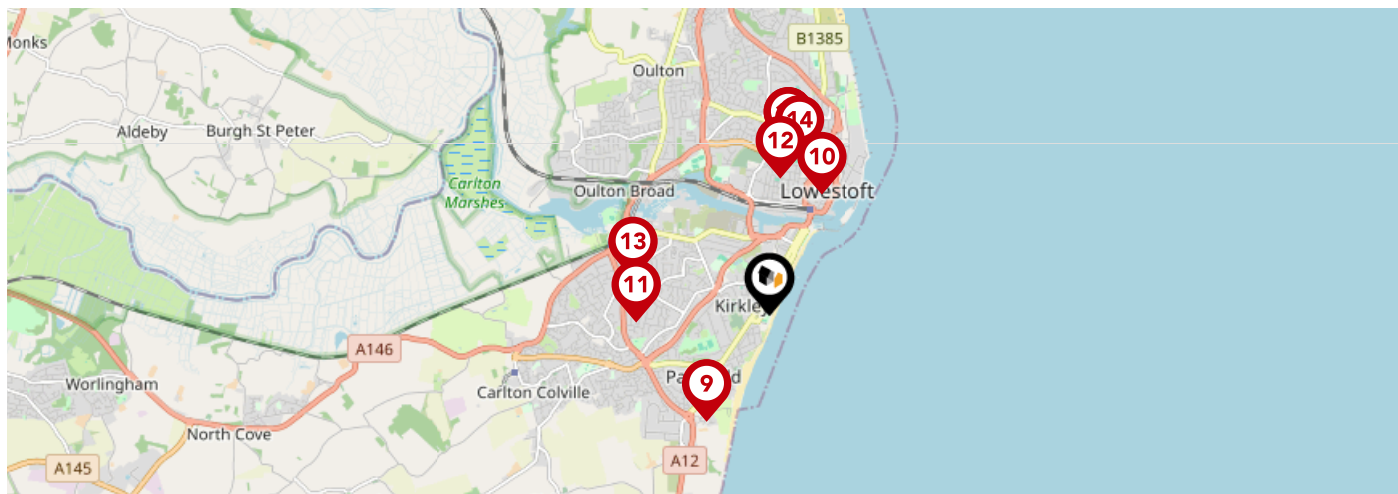 B1385
Monks
Oulton
14
Aldeby
Burgh St Peter
12
10
Carlton
Marshes
Oulton Broad
Lowestoft
13
11
A146
Worlingham
Carlton Colville
9
North Cove
A145
A12